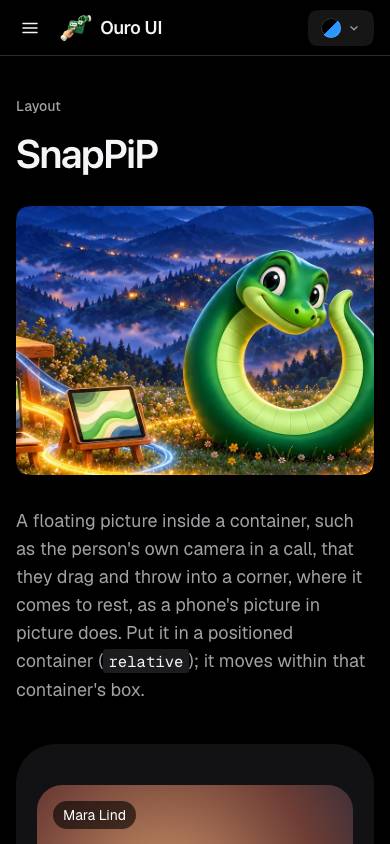 Ouro UI
Layout
SnapPiP
A floating picture inside a container, such
as the person's own camera in a call, that
they drag and throw into a corner, where it
comes to rest, as a phone's picture in
picture does. Put it in a positioned
container (relative); it moves within that
container's box.
Mara Lind